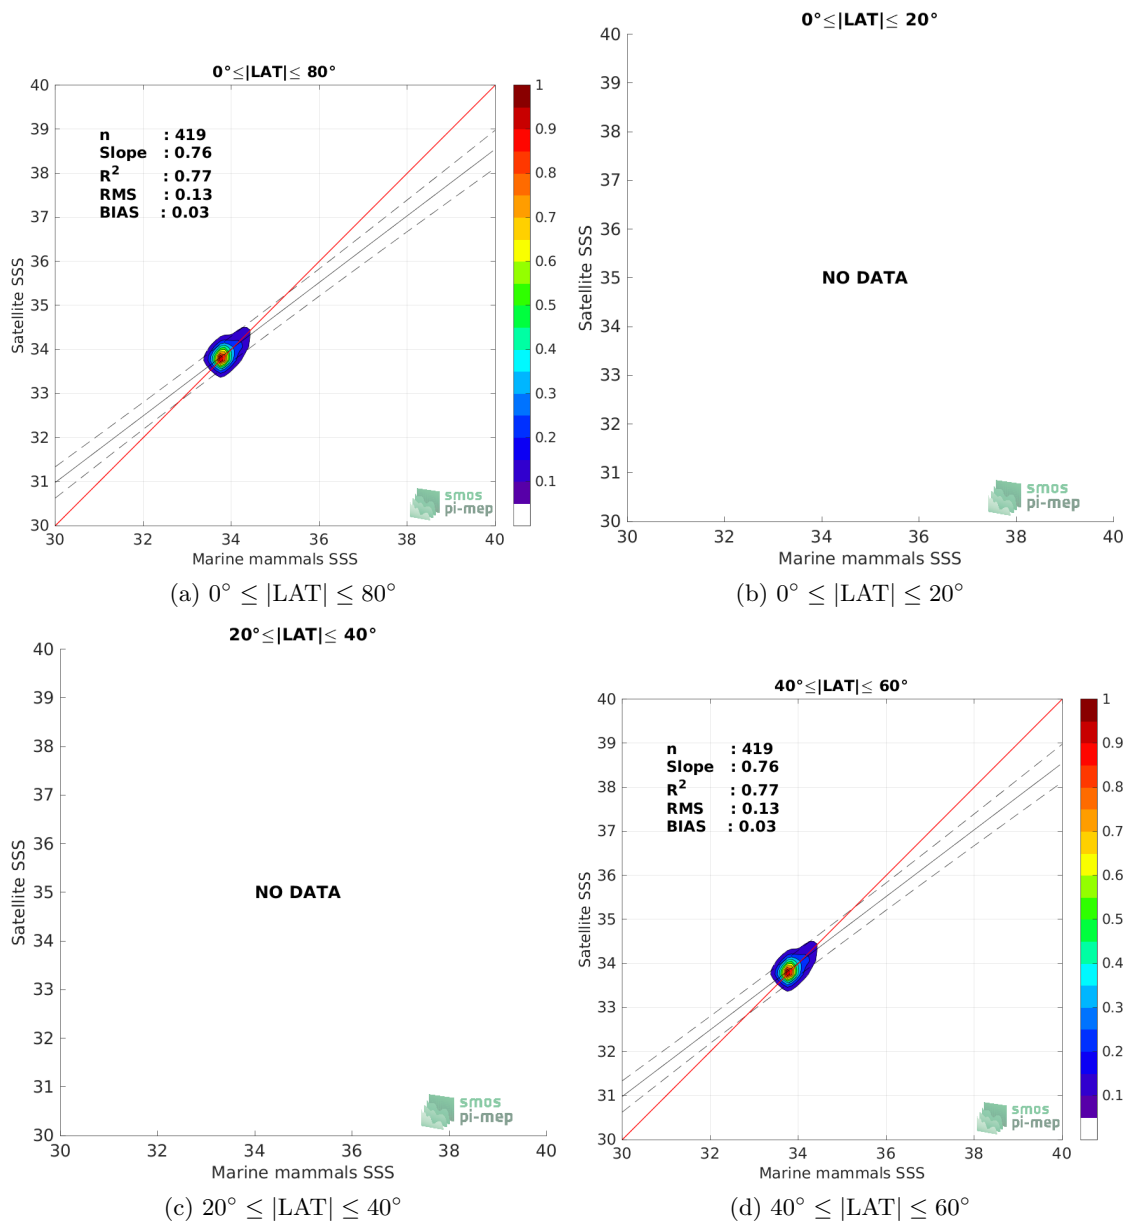 0°≤|LAT|≤ 80°
40
39
38
37
36
35
34
33
32
31
30
Satellite SSS
n : 419
Slope : 0.76
R² : 0.77
RMS : 0.13
BIAS : 0.03
smos
pi-mep
30 32 34 36 38 40
Marine mammals SSS
1
0.9
0.8
0.7
0.6
0.5
0.4
0.3
0.2
0.1
(a) 0° ≤ |LAT| ≤ 80°
0°≤|LAT|≤ 20°
40
39
38
37
36
35
34
33
32
31
30
Satellite SSS
NO DATA
smos
pi-mep
30 32 34 36 38 40
Marine mammals SSS
(b) 0° ≤ |LAT| ≤ 20°
20°≤|LAT|≤ 40°
40
39
38
37
36
35
34
33
32
31
30
Satellite SSS
NO DATA
smos
pi-mep
30 32 34 36 38 40
Marine mammals SSS
(c) 20° ≤ |LAT| ≤ 40°
40°≤|LAT|≤ 60°
40
39
38
37
36
35
34
33
32
31
30
Satellite SSS
n : 419
Slope : 0.76
R² : 0.77
RMS : 0.13
BIAS : 0.03
smos
pi-mep
30 32 34 36 38 40
Marine mammals SSS
1
0.9
0.8
0.7
0.6
0.5
0.4
0.3
0.2
0.1
(d) 40° ≤ |LAT| ≤ 60°